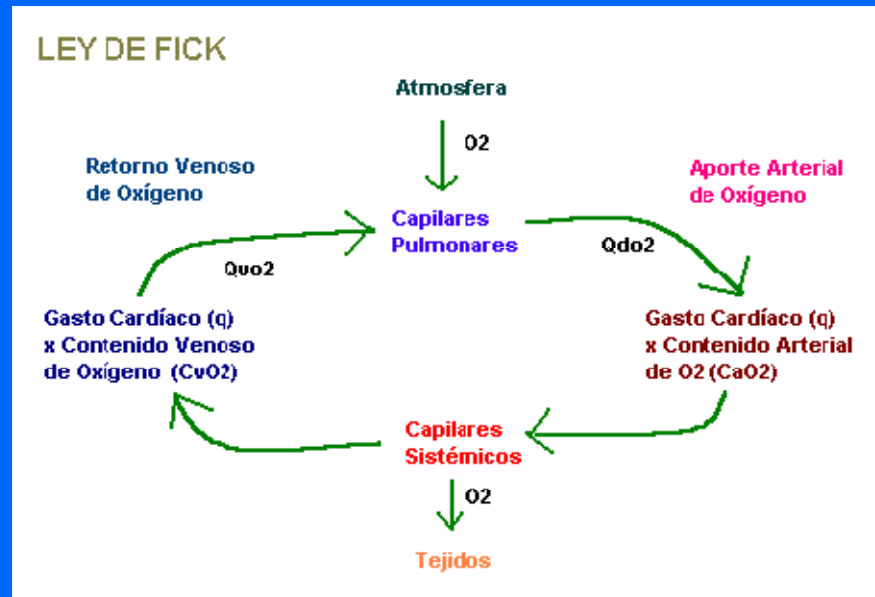 LEY DE FICK
Atmosfera
O2
Retorno Venoso
de Oxígeno
Aporte Arterial
de Oxígeno
Capilares
Pulmonares
Qvo2
Qdo2
Gasto Cardíaco (q)
x Contenido Venoso
de Oxígeno (CvO2)
Gasto Cardíaco (q)
x Contenido Arterial
de O2 (CaO2)
Capilares
Sistémicos
O2
Tejidos